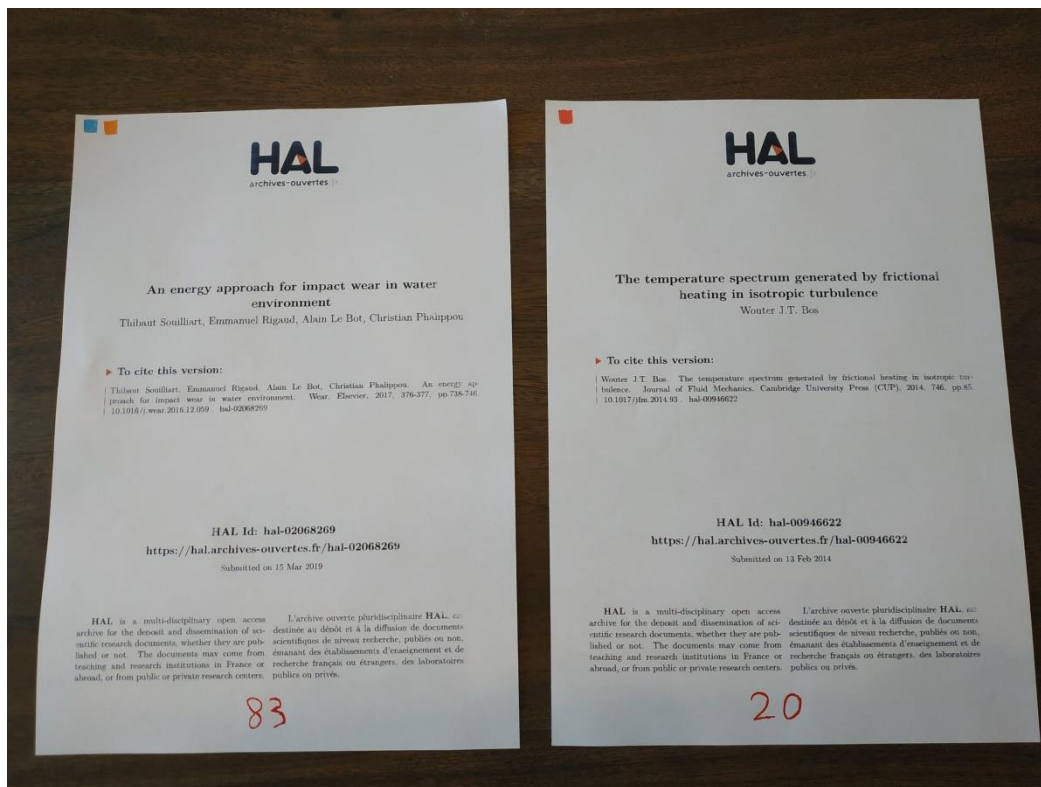 HAL
archives-ouvertes
An energy approach for impact wear in water
environment
Thibaut Souilliart, Emmanuel Rigaud, Alain Le Bot, Christian Phalippou
To cite this version:
Thibaut Souilliart, Emmanuel Rigaud, Alain Le Bot, Christian Phalippou. An energy ap-
proach for impact wear in water environment. Wear, Elsevier, 2017, 376-377, pp.738-746.
10.1016/j.wear.2016.12.059. hal-02068269
HAL Id: hal-02068269
https://hal.archives-ouvertes.fr/hal-02068269
Submitted on 15 Mar 2019
HAL is a multi-disciplinary open access
archive for the deposit and dissemination of sci-
entific research documents, whether they are pub-
lished or not. The documents may come from
teaching and research institutions in France or
abroad, or from public or private research centers.
L'archive ouverte pluridisciplinaire HAL, est
destinée au dépôt et à la diffusion de documents
scientifiques de niveau recherche, publiés ou non,
émanant des établissements d'enseignement et de
recherche français ou étrangers, des laboratoires
publics ou privés.
83
HAL
archives-ouvertes
The temperature spectrum generated by frictional
heating in isotropic turbulence
Wouter J.T. Bos
To cite this version:
Wouter J.T. Bos. The temperature spectrum generated by frictional heating in isotropic tur-
bulence. Journal of Fluid Mechanics, Cambridge University Press (CUP), 2014, 746, pp.85.
10.1017/jfm.2014.93. hal-00946622
HAL Id: hal-00946622
https://hal.archives-ouvertes.fr/hal-00946622
Submitted on 13 Feb 2014
HAL is a multi-disciplinary open access
archive for the deposit and dissemination of sci-
entific research documents, whether they are pub-
lished or not. The documents may come from
teaching and research institutions in France or
abroad, or from public or private research centers.
L'archive ouverte pluridisciplinaire HAL, est
destinée au dépôt et à la diffusion de documents
scientifiques de niveau recherche, publiés ou non,
émanant des établissements d'enseignement et de
recherche français ou étrangers, des laboratoires
publics ou privés.
20